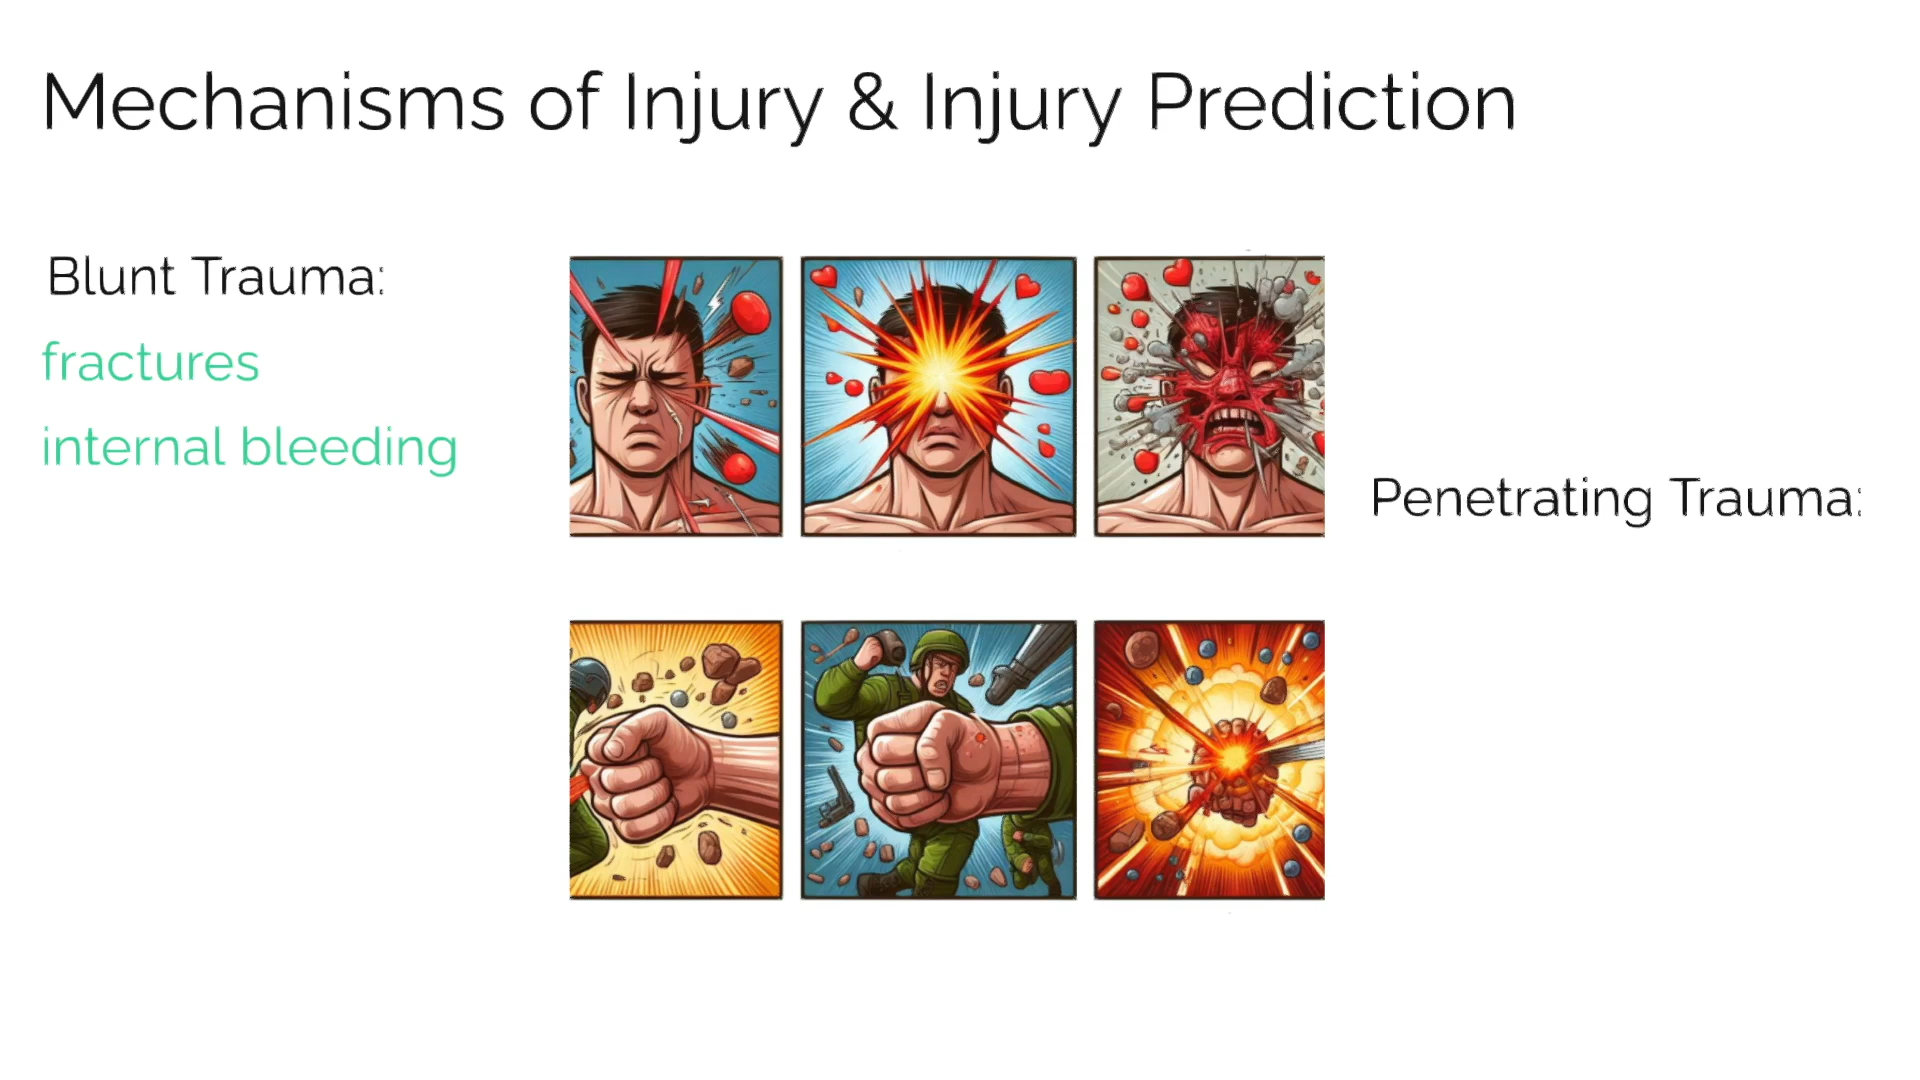 Mechanisms of Injury & Injury Prediction
Blunt Trauma:
fractures
internal bleeding
Penetrating Trauma: